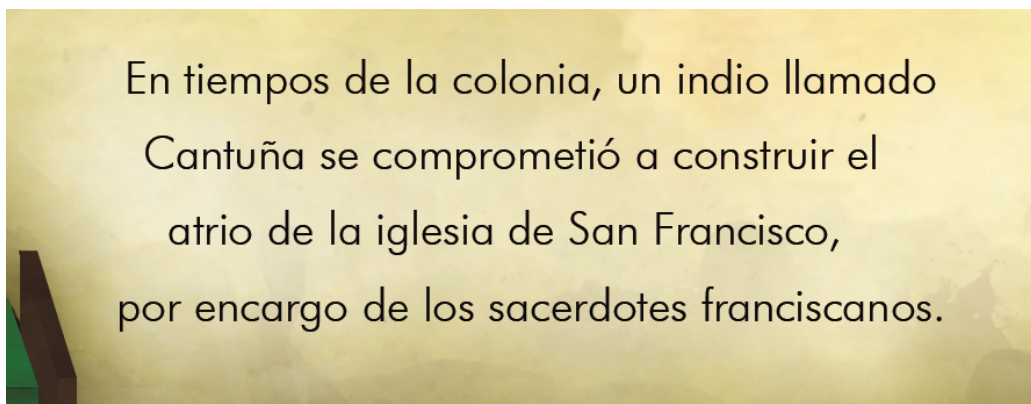 En tiempos de la colonia, un indio llamado
Cantuña se comprometió a construir el
atrio de la iglesia de San Francisco,
por encargo de los sacerdotes franciscanos.